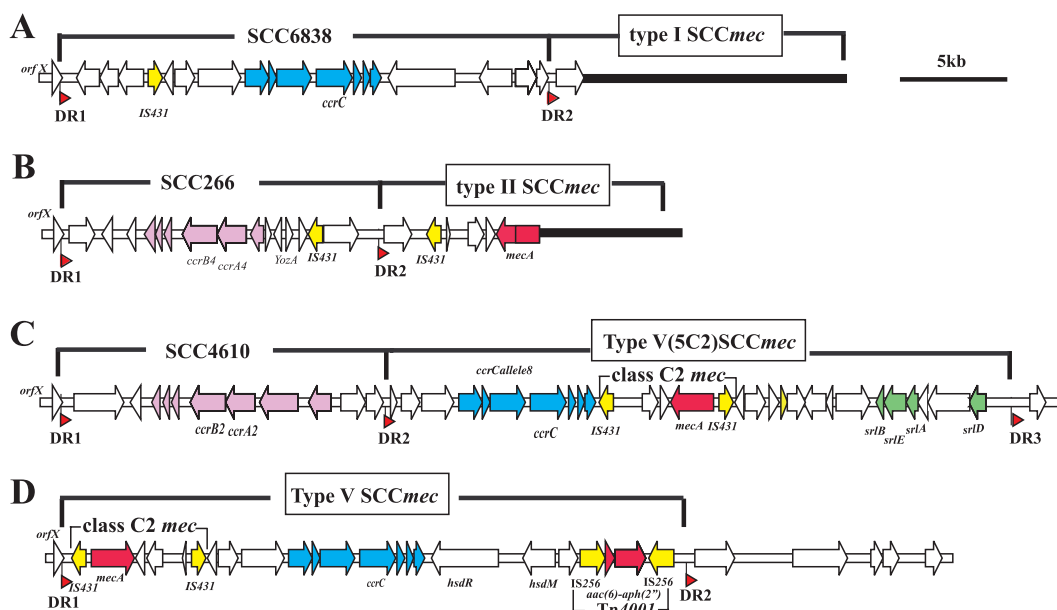 A
SCC6838
type I SCCmec
5kb
orf X
IS431
ccrC
DR1
DR2
B
SCC266
type II SCCmec
orfX
ccrB4
ccrA4
YozA
IS431
IS431
mecA
DR1
DR2
C
SCC4610
Type V(5C2)SCCmec
orfX
ccrCallele8
class C2 mec
ccrB2
ccrA2
ccrC
IS431
mecA
IS431
srlB
srlE
srlA
srlD
DR1
DR2
DR3
D
Type V SCCmec
orfX
class C2 mec
IS431
mecA
IS431
ccrC
hsdR
hsdM
IS256
IS256
aac(6)-aph(2")
Tn4001
DR1
DR2